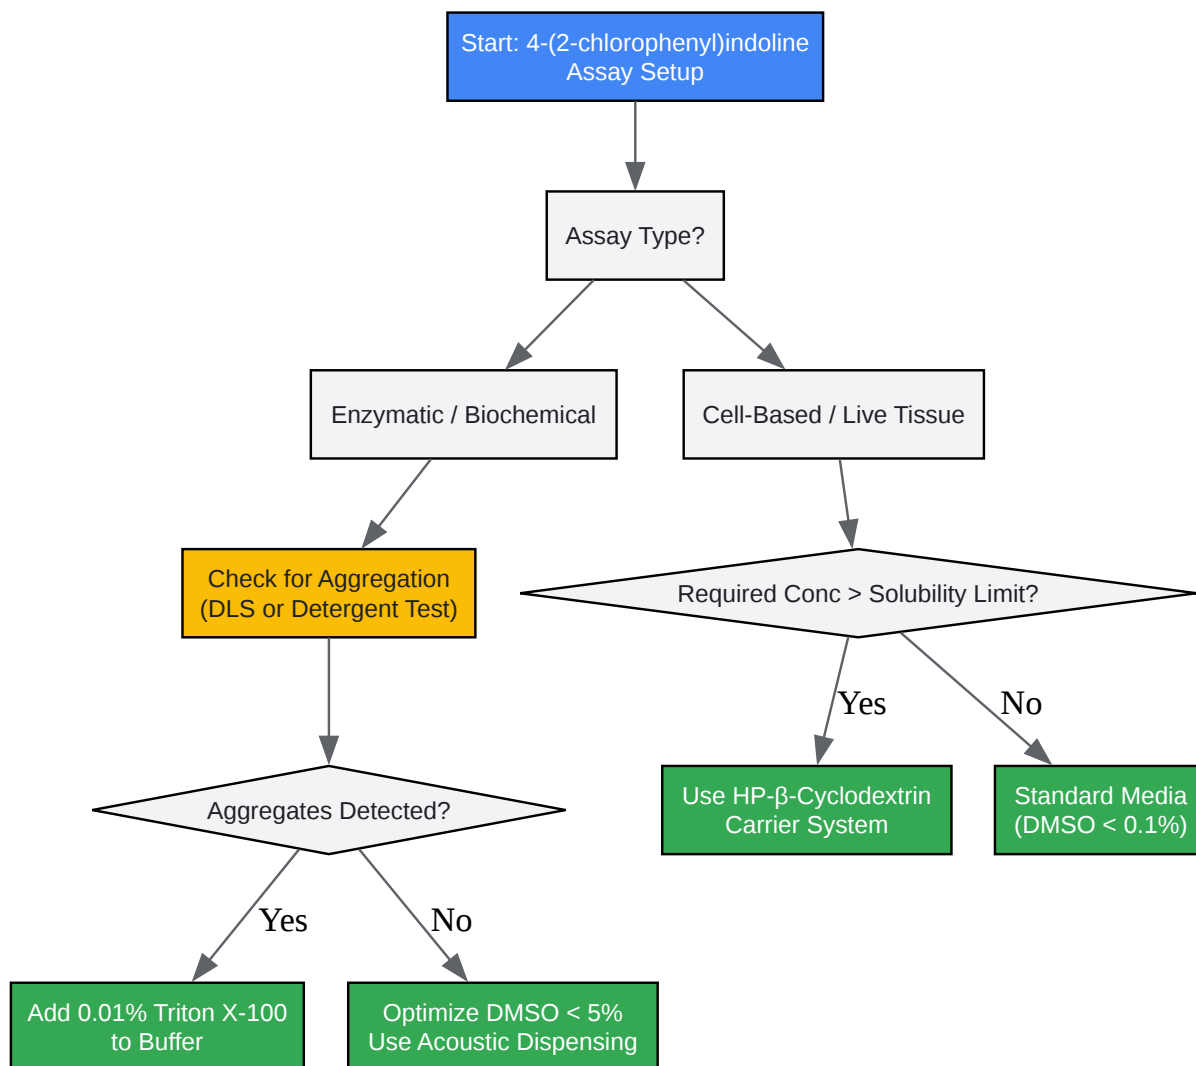 Start: 4-(2-chlorophenyl)indoline
Assay Setup
Assay Type?
Enzymatic / Biochemical
Cell-Based / Live Tissue
Check for Aggregation
(DLS or Detergent Test)
Required Conc > Solubility Limit?
Yes
No
Aggregates Detected?
Use HP-β-Cyclodextrin
Carrier System
Standard Media
(DMSO < 0.1%)
Yes
No
Add 0.01% Triton X-100
to Buffer
Optimize DMSO < 5%
Use Acoustic Dispensing